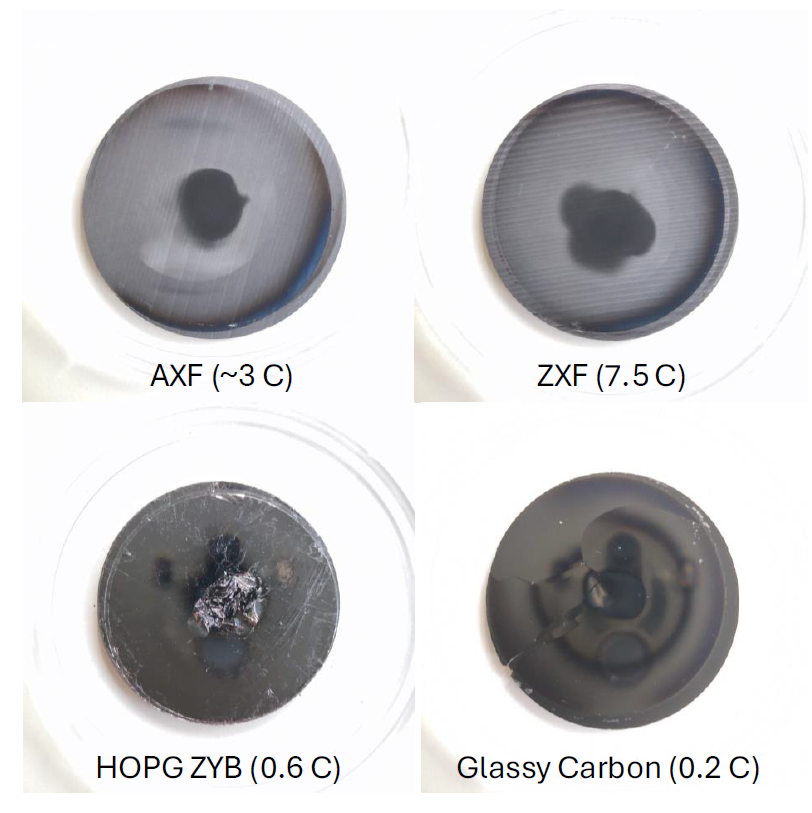 AXF (~3 C)
ZXF (7.5 C)
HOPG ZYB (0.6 C)
Glassy Carbon (0.2 C)